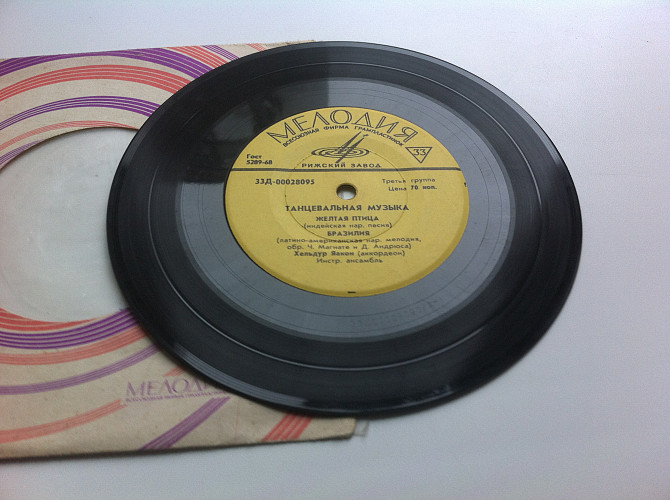 МЕЛОДИЯ
ВСЕСОЮЗНАЯ ФИРМА ГРАМПЛАСТИНОК
33
Гост
5289-68
РИЖСКИЙ ЗАВОД
33Д-00028095
Третья группа
Цена 70 коп.
ТАНЦЕВАЛЬНАЯ МУЗЫКА
ЖЕЛТАЯ ПТИЦА
(индейская нар. песня)
БРАЗИЛИЯ
(латино-американская нар. мелодия,
обр. Ч. Магнате и Д. Андрюса)
Хельдур Яанин (аккордеон)
Инстр. ансамбль
МЕЛОДИ